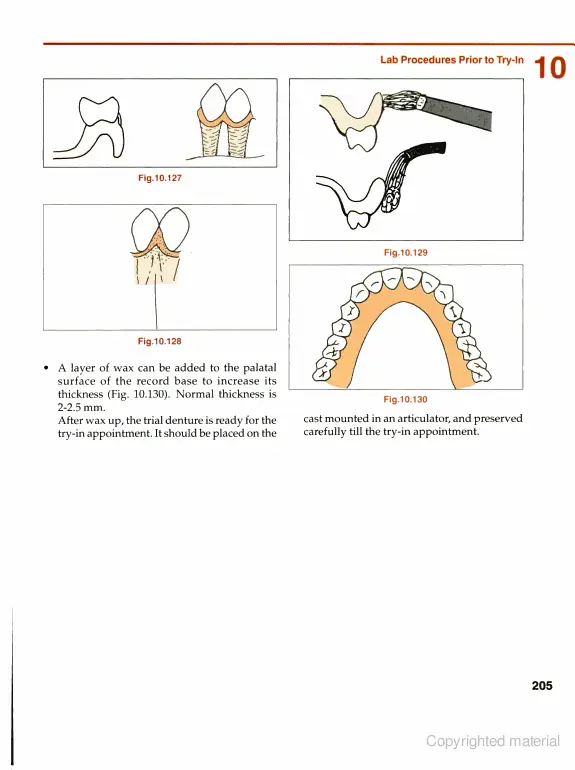 Lab Procedures Prior to Try-In
10
Fig.10.127
Fig.10.128
• A layer of wax can be added to the palatal
surface of the record base to increase its
thickness (Fig. 10.130). Normal thickness is
2-2.5 mm.
After wax up, the trial denture is ready for the
try-in appointment. It should be placed on the
Fig.10.129
Fig.10.130
cast mounted in an articulator, and preserved
carefully till the try-in appointment.
205
Copyrighted material